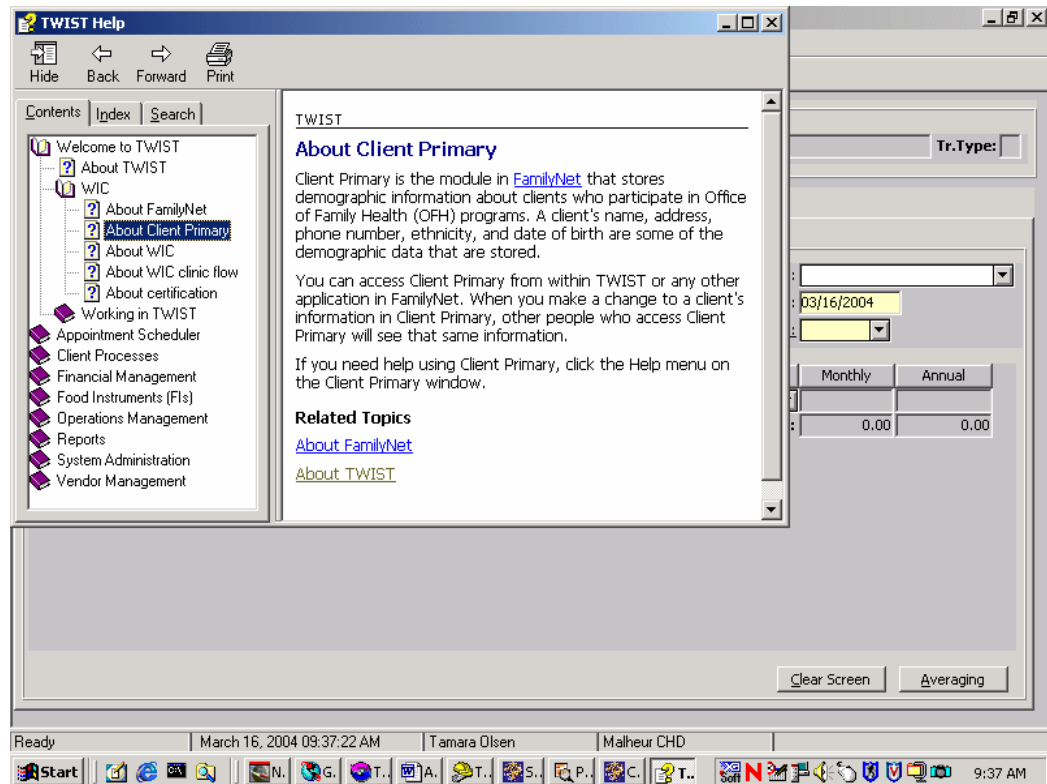 TWIST Help
Hide Back Forward Print
Contents Index Search
Welcome to TWIST
About TWIST
WIC
About FamilyNet
About Client Primary
About WIC
About WIC clinic flow
About certification
Working in TWIST
Appointment Scheduler
Client Processes
Financial Management
Food Instruments (FIs)
Operations Management
Reports
System Administration
Vendor Management
TWIST
About Client Primary
Client Primary is the module in FamilyNet that stores
demographic information about clients who participate in Office
of Family Health (OFH) programs. A client's name, address,
phone number, ethnicity, and date of birth are some of the
demographic data that are stored.
You can access Client Primary from within TWIST or any other
application in FamilyNet. When you make a change to a client's
information in Client Primary, other people who access Client
Primary will see that same information.
If you need help using Client Primary, click the Help menu on
the Client Primary window.
Related Topics
About FamilyNet
About TWIST
Tr.Type:
:
: 03/16/2004
:
Monthly Annual
: 0.00 0.00
Clear Screen Averaging
Ready March 16, 2004 09:37:22 AM Tamara Olsen Malheur CHD
Start N. G. T.. A. T.. S.. P.. C.. T.. Soft N 9:37 AM